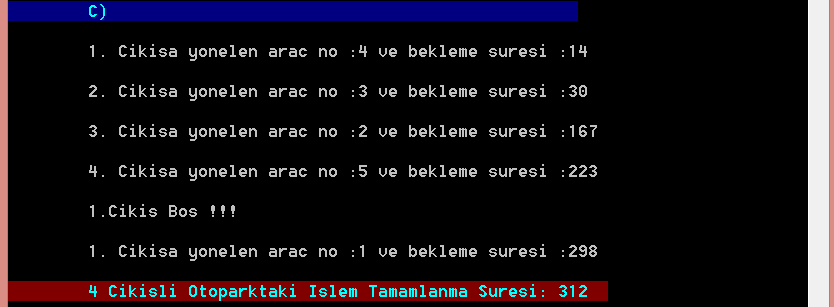 C)
1. Cikisa yonelen arac no :4 ve bekleme suresi :14
2. Cikisa yonelen arac no :3 ve bekleme suresi :30
3. Cikisa yonelen arac no :2 ve bekleme suresi :167
4. Cikisa yonelen arac no :5 ve bekleme suresi :223
1.Cikis Bos !!!
1. Cikisa yonelen arac no :1 ve bekleme suresi :298
4 Cikisli Otoparktaki Islem Tamamlanma Suresi: 312